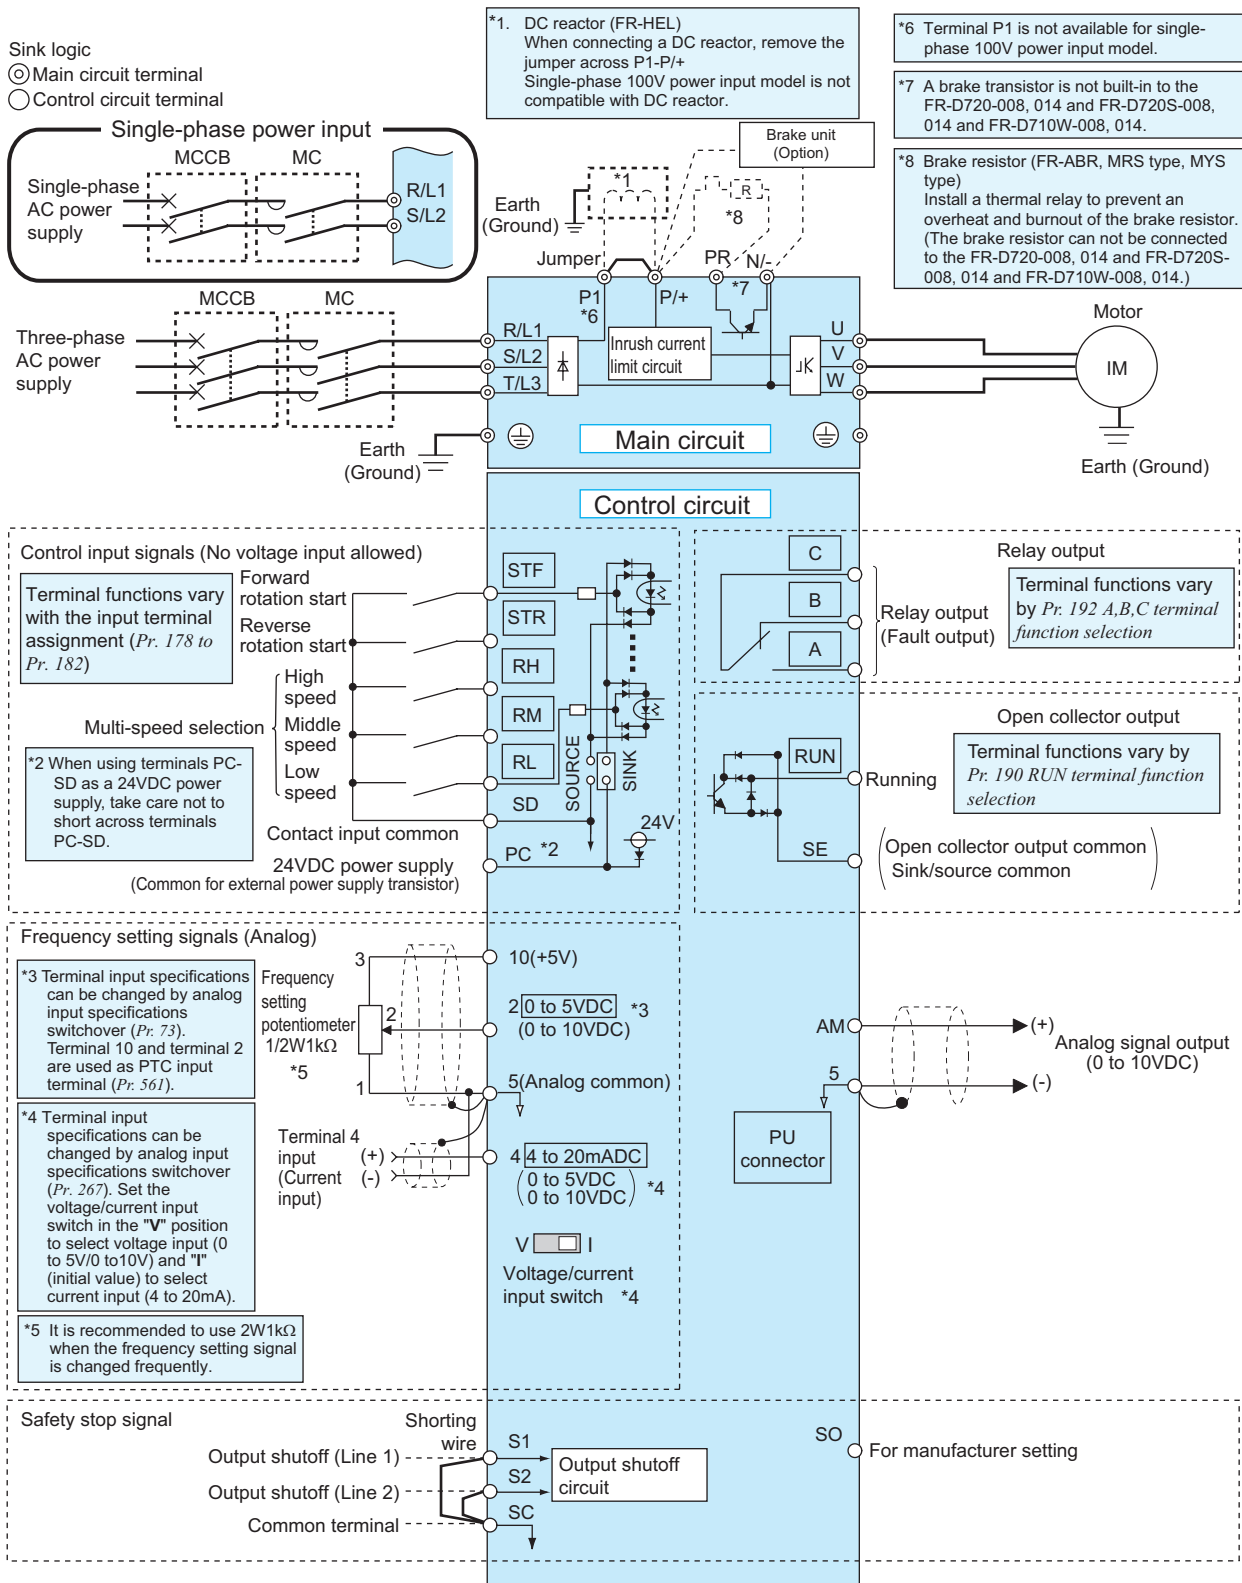 Sink logic
Main circuit terminal
Control circuit terminal
*1. DC reactor (FR-HEL)
When connecting a DC reactor, remove the
jumper across P1-P/+
Single-phase 100V power input model is not
compatible with DC reactor.
*6 Terminal P1 is not available for single-
phase 100V power input model.
*7 A brake transistor is not built-in to the
FR-D720-008, 014 and FR-D720S-008,
014 and FR-D710W-008, 014.
*8 Brake resistor (FR-ABR, MRS type, MYS
type)
Install a thermal relay to prevent an
overheat and burnout of the brake resistor.
(The brake resistor can not be connected
to the FR-D720-008, 014 and FR-D720S-
008, 014 and FR-D710W-008, 014.)
Single-phase power input
MCCB MC
Single-phase
AC power
supply
R/L1
S/L2
Brake unit
(Option)
*1
R
*8
Earth
(Ground)
Jumper
PR N/-
P1
*6
P/+
*7
MCCB MC
Three-phase
AC power
supply
R/L1
S/L2
T/L3
Inrush current
limit circuit
U
V
W
Motor
IM
Earth
(Ground)
Main circuit
Earth (Ground)
Control circuit
Control input signals (No voltage input allowed)
Terminal functions vary
with the input terminal
assignment (Pr. 178 to
Pr. 182)
Forward
rotation start
Reverse
rotation start
High
speed
Multi-speed selection
Middle
speed
Low
speed
*2 When using terminals PC-
SD as a 24VDC power
supply, take care not to
short across terminals
PC-SD.
Contact input common
24VDC power supply
(Common for external power supply transistor)
STF
STR
RH
RM
RL
SD
PC *2
SOURCE
SINK
24V
C
B
A
Relay output
Relay output
(Fault output)
Terminal functions vary
by Pr. 192 A,B,C terminal
function selection
Open collector output
RUN
Running
Terminal functions vary by
Pr. 190 RUN terminal function
selection
SE
Open collector output common
Sink/source common
Frequency setting signals (Analog)
*3 Terminal input specifications
can be changed by analog
input specifications
switchover (Pr. 73).
Terminal 10 and terminal 2
are used as PTC input
terminal (Pr. 561).
Frequency
setting
potentiometer
1/2W1kΩ
*5
3
2
1
10(+5V)
2 0 to 5VDC *3
(0 to 10VDC)
5(Analog common)
*4 Terminal input
specifications can be
changed by analog input
specifications switchover
(Pr. 267). Set the
voltage/current input
switch in the "V" position
to select voltage input (0
to 5V/0 to10V) and "I"
(initial value) to select
current input (4 to 20mA).
Terminal 4
input
(Current
input)
(+)
(-)
4 4 to 20mADC
0 to 5VDC
0 to 10VDC *4
V I
Voltage/current
input switch *4
*5 It is recommended to use 2W1kΩ
when the frequency setting signal
is changed frequently.
AM
(+)
Analog signal output
(0 to 10VDC)
5
(-)
PU
connector
Safety stop signal
Shorting
wire
Output shutoff (Line 1)
Output shutoff (Line 2)
Common terminal
S1
S2
SC
Output shutoff
circuit
SO
For manufacturer setting